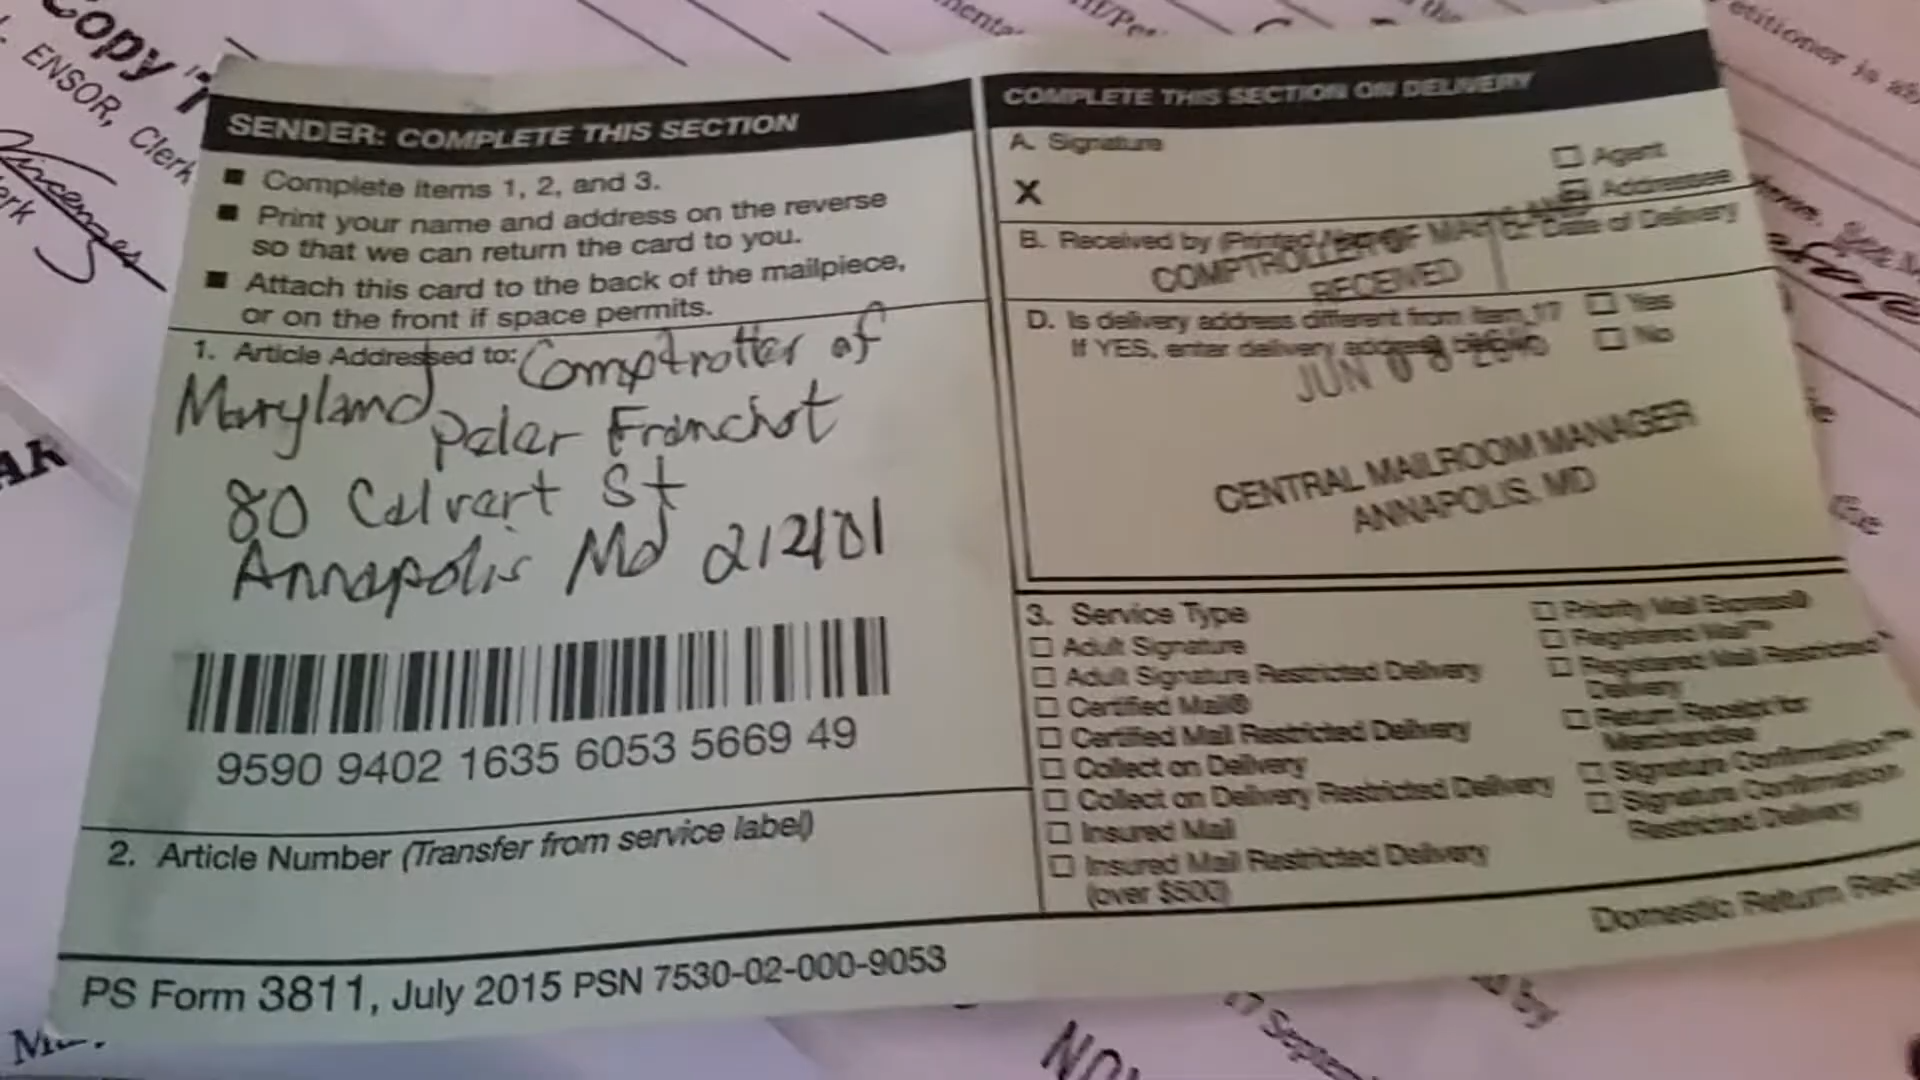 Copy T
ENSOR, Clerk
SENDER: COMPLETE THIS SECTION
■ Complete items 1, 2, and 3.
■ Print your name and address on the reverse
so that we can return the card to you.
■ Attach this card to the back of the mailpiece,
or on the front if space permits.
1. Article Addressed to: Comptroller of
Maryland
Peter Franchot
80 Calvert St
Annapolis Md 21401
9590 9402 1635 6053 5669 49
2. Article Number (Transfer from service label)
PS Form 3811, July 2015 PSN 7530-02-000-9053
COMPLETE THIS SECTION ON DELIVERY
A. Signature
X
☐ Agent
☐ Addressee
B. Received by (Printed Name)
C. Date of Delivery
COMPTROLLER OF MARYLAND
RECEIVED
D. Is delivery address different from item 1?
☐ Yes
If YES, enter delivery address below:
☐ No
JUN 08
CENTRAL MAILROOM MANAGER
ANNAPOLIS, MD
3. Service Type
☐ Adult Signature
☐ Adult Signature Restricted Delivery
☐ Certified Mail®
☐ Certified Mail Restricted Delivery
☐ Collect on Delivery
☐ Collect on Delivery Restricted Delivery
☐ Insured Mail
☐ Insured Mail Restricted Delivery
(over $500)
☐ Priority Mail Express®
☐ Registered Mail™
☐ Registered Mail Restricted
Delivery
☐ Return Receipt for
Merchandise
☐ Signature Confirmation™
☐ Signature Confirmation
Restricted Delivery
Domestic Return